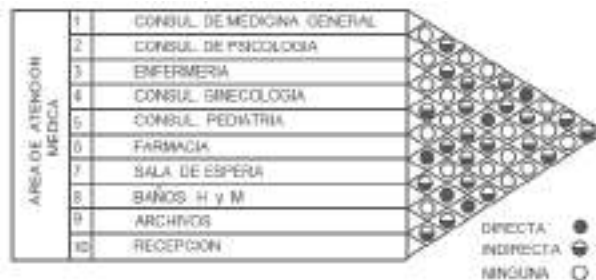 AREA DE ATENCION
MEDICA
1 CONSUL. DE MEDICINA GENERAL
2 CONSUL. DE PSICOLOGIA
3 ENFERMERIA
4 CONSUL. GINECOLOGIA
5 CONSUL. PEDIATRIA
6 FARMACIA
7 SALA DE ESPERA
8 BAÑOS H y M
9 ARCHIVOS
10 RECEPCION
DIRECTA
INDIRECTA
NINGUNA